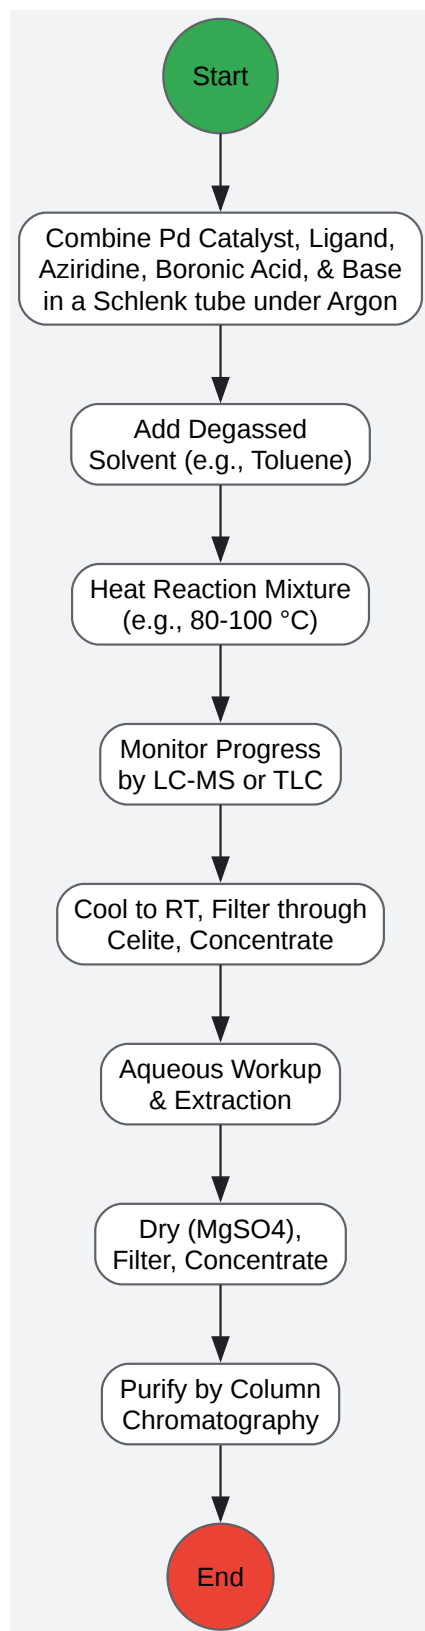 Start
Combine Pd Catalyst, Ligand,
Aziridine, Boronic Acid, & Base
in a Schlenk tube under Argon
Add Degassed
Solvent (e.g., Toluene)
Heat Reaction Mixture
(e.g., 80-100 °C)
Monitor Progress
by LC-MS or TLC
Cool to RT, Filter through
Celite, Concentrate
Aqueous Workup
& Extraction
Dry (MgSO4),
Filter, Concentrate
Purify by Column
Chromatography
End